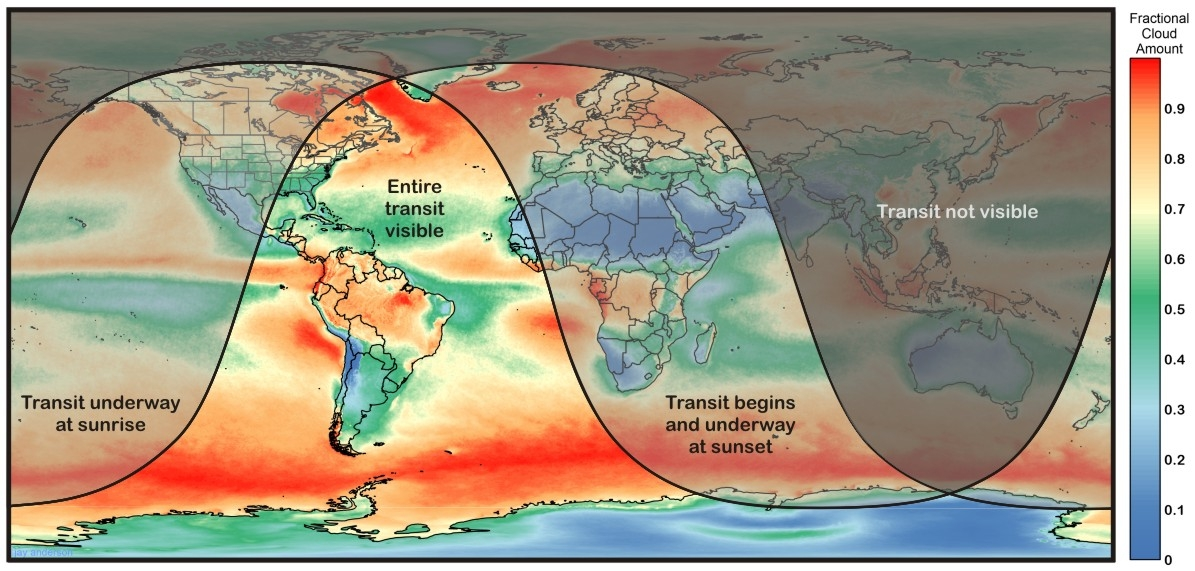 Fractional
Cloud
Amount
Entire
transit
visible
Transit not visible
Transit underway
at sunrise
Transit begins
and underway
at sunset
0.9
0.8
0.7
0.6
0.5
0.4
0.3
0.2
0.1
0
jay anderson